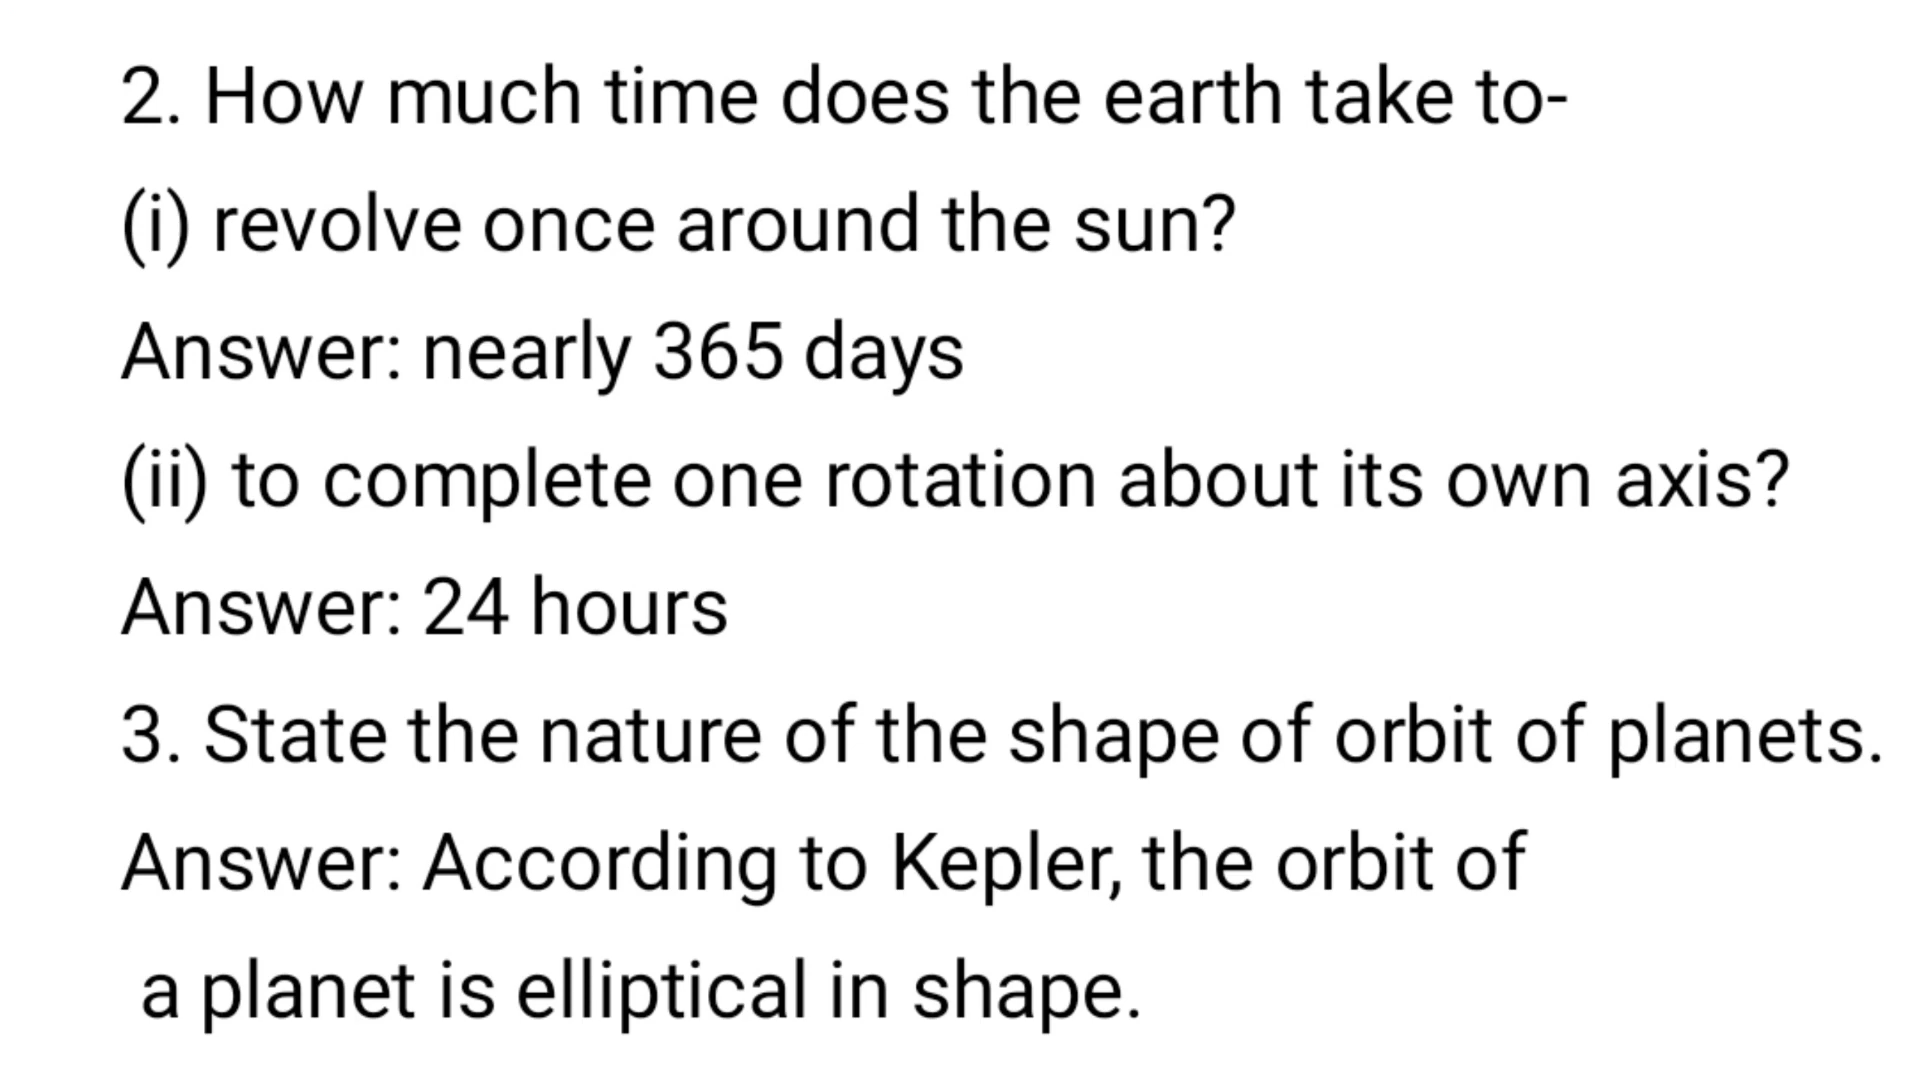 2. How much time does the earth take to-
(i) revolve once around the sun?
Answer: nearly 365 days
(ii) to complete one rotation about its own axis?
Answer: 24 hours
3. State the nature of the shape of orbit of planets.
Answer: According to Kepler, the orbit of
a planet is elliptical in shape.